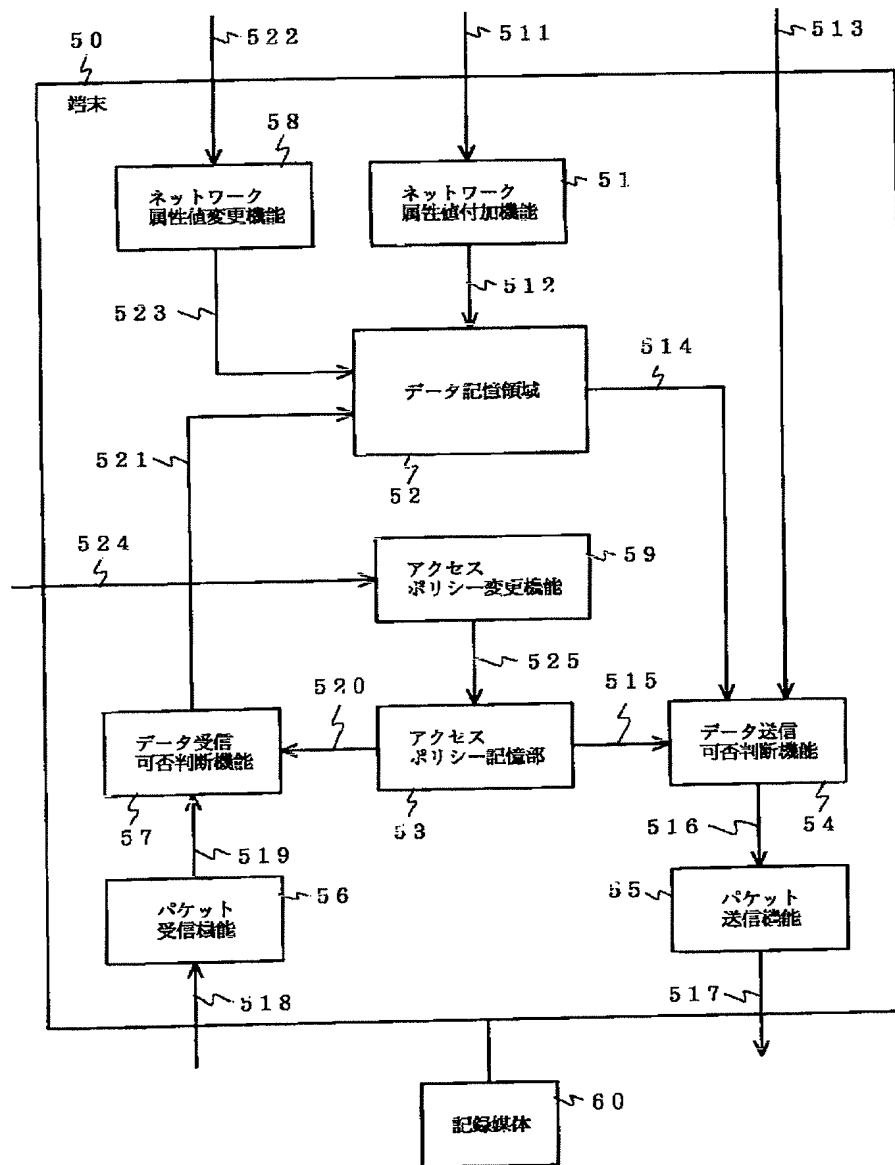 50
522
511
513
端末
58
ネットワーク
属性値変更機能
ネットワーク
属性値付加機能
51
523
512
データ記憶領域
514
521
52
524
アクセス
ポリシー変更機能
59
525
520
515
データ受信
可否判断機能
アクセス
ポリシー記憶部
データ送信
可否判断機能
57
53
54
519
516
パケット
受信機能
56
55
パケット
送信機能
518
517
記録媒体
60